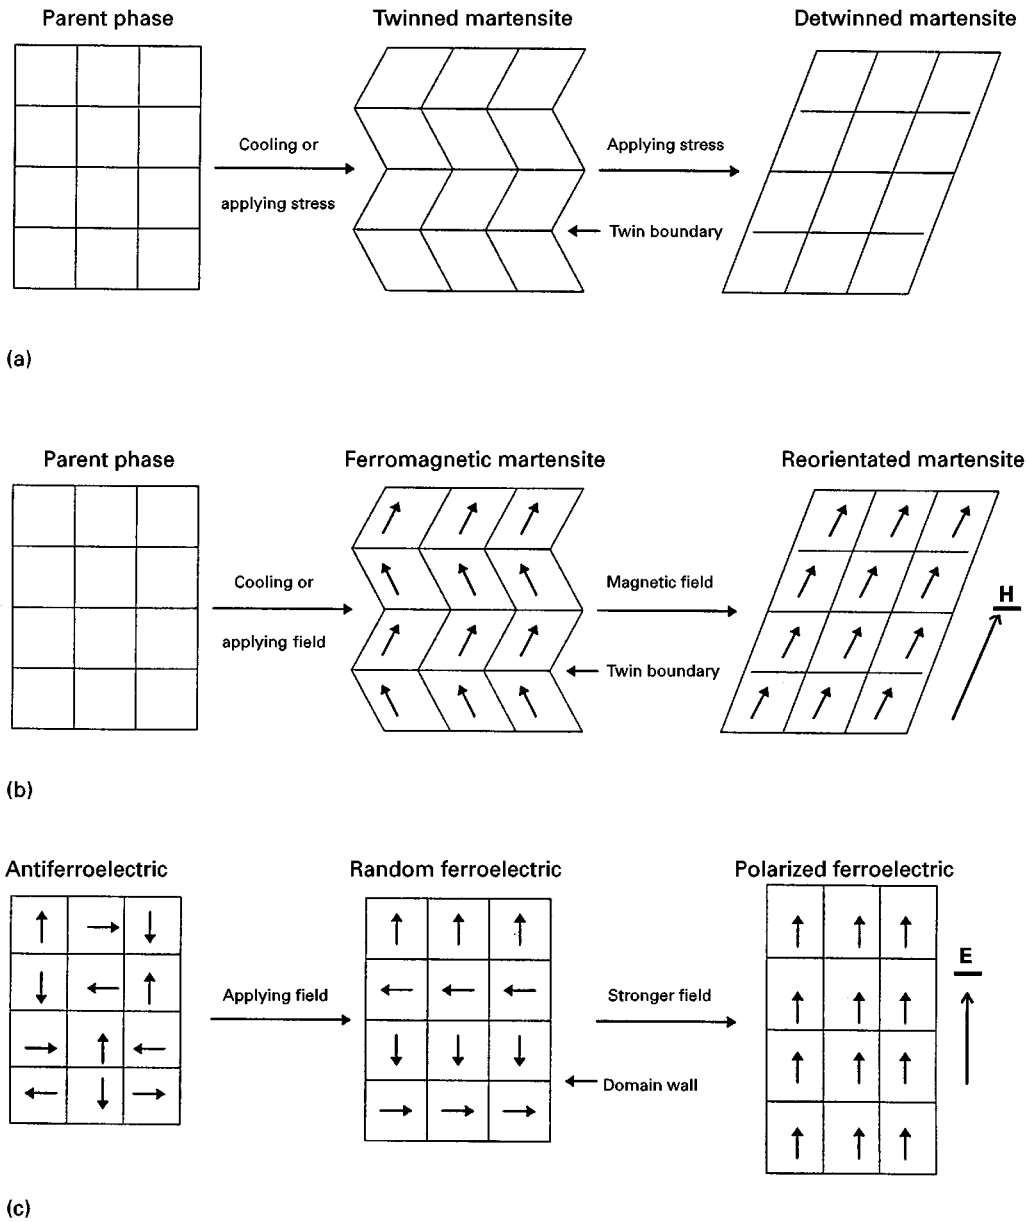 Parent phase
Twinned martensite
Detwinned martensite
Cooling or
applying stress
Applying stress
Twin boundary
(a)
Parent phase
Ferromagnetic martensite
Reorientated martensite
Cooling or
applying field
Magnetic field
H
Twin boundary
(b)
Antiferroelectric
Random ferroelectric
Polarized ferroelectric
Applying field
Stronger field
E
Domain wall
(c)